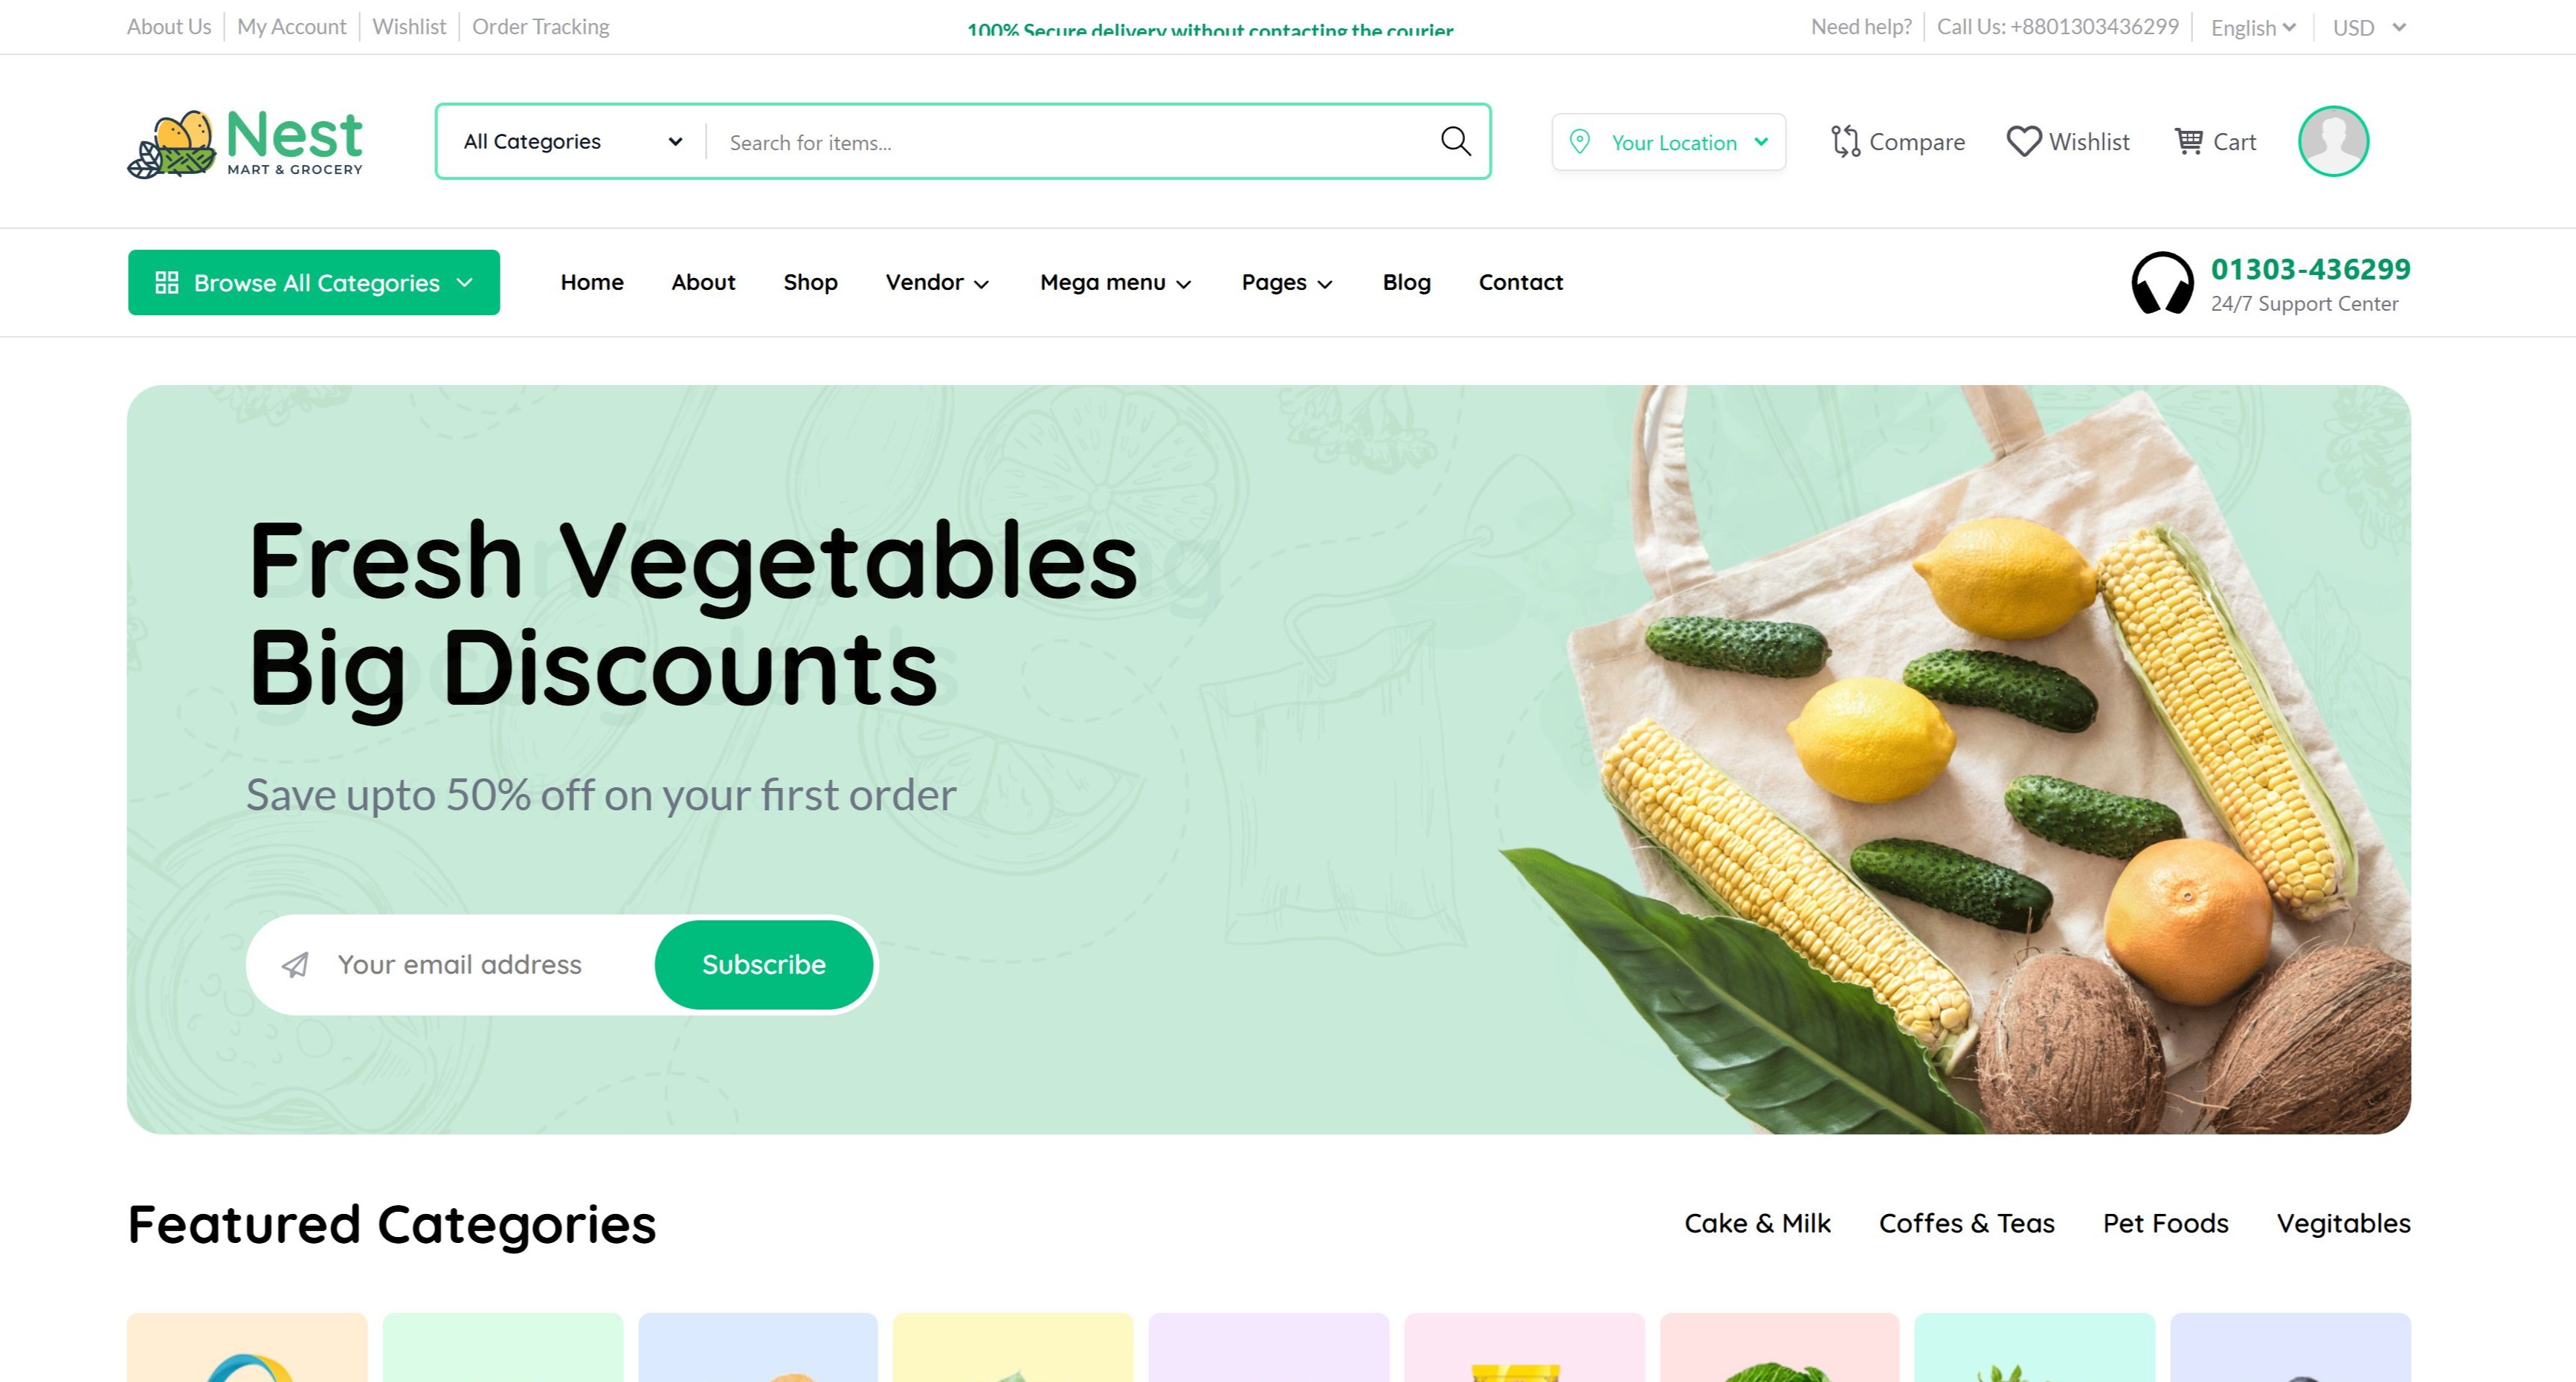 About Us My Account Wishlist Order Tracking
100% Secure delivery without contacting the courier
Need help? Call Us: +8801303436299 English USD
Nest
MART & GROCERY
All Categories
Search for items...
Your Location
Compare
Wishlist
Cart
Browse All Categories
Home About Shop Vendor Mega menu Pages Blog Contact
01303-436299
24/7 Support Center
Fresh Vegetables
Big Discounts
Save upto 50% off on your first order
Your email address
Subscribe
Featured Categories
Cake & Milk Coffes & Teas Pet Foods Vegitables